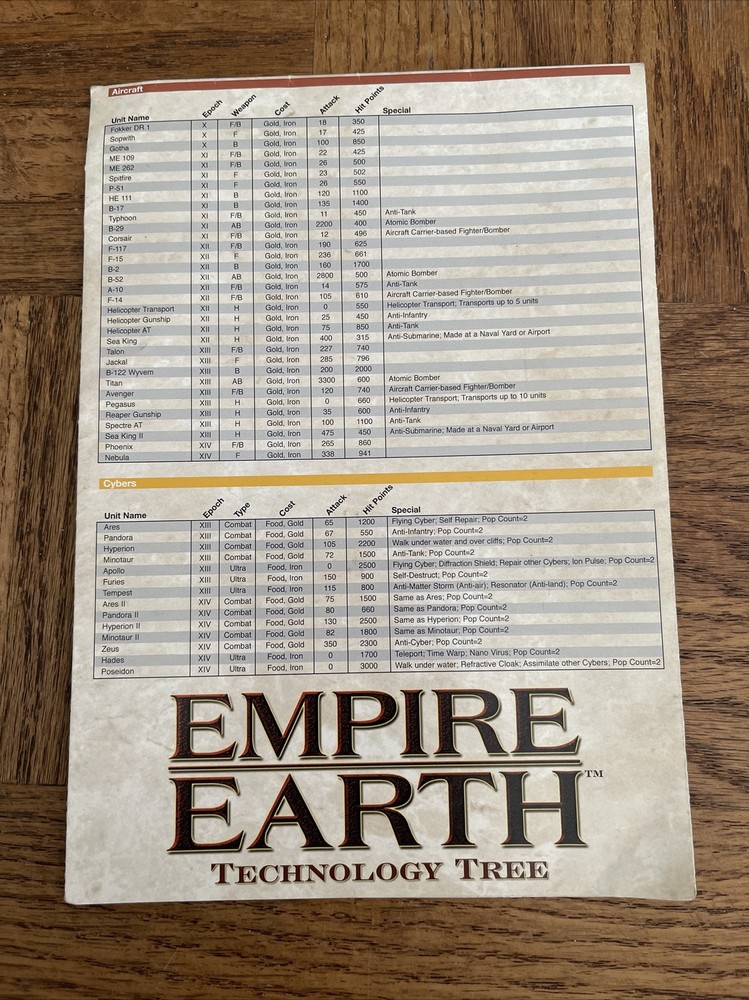 Aircraft
Unit Name Epoch Weapon Cost Attack Hit Points Special
Fokker DR.1 X F/B Gold, Iron 18 350
Sopwith X F Gold, Iron 17 425
Gotha X B Gold, Iron 100 850
ME 109 XI F/B Gold, Iron 22 425
ME 262 XI F/B Gold, Iron 26 500
Spitfire XI F Gold, Iron 23 502
P-51 XI F Gold, Iron 26 550
HE 111 XI B Gold, Iron 120 1100
B-17 XI B Gold, Iron 135 1400
Typhoon XI F/B Gold, Iron 11 450 Anti-Tank
B-29 XI AB Gold, Iron 2200 400 Atomic Bomber
Corsair XI F/B Gold, Iron 12 496 Aircraft Carrier-based Fighter/Bomber
F-117 XII F/B Gold, Iron 190 625
F-15 XII F Gold, Iron 236 661
B-2 XII B Gold, Iron 160 1700
B-52 XII AB Gold, Iron 2800 500 Atomic Bomber
A-10 XII F/B Gold, Iron 14 575 Anti-Tank
F-14 XII F/B Gold, Iron 105 610 Aircraft Carrier-based Fighter/Bomber
Helicopter Transport XII H Gold, Iron 0 550 Helicopter Transport; Transports up to 5 units
Helicopter Gunship XII H Gold, Iron 25 450 Anti-Infantry
Helicopter AT XII H Gold, Iron 75 850 Anti-Tank
Sea King XII H Gold, Iron 400 315 Anti-Submarine; Made at a Naval Yard or Airport
Talon XIII F/B Gold, Iron 227 740
Jackal XIII F Gold, Iron 285 796
B-122 Wyvern XIII B Gold, Iron 200 2000
Titan XIII AB Gold, Iron 3300 600 Atomic Bomber
Avenger XIII F/B Gold, Iron 120 740 Aircraft Carrier-based Fighter/Bomber
Pegasus XIII H Gold, Iron 0 660 Helicopter Transport; Transports up to 10 units
Reaper Gunship XIII H Gold, Iron 35 600 Anti-Infantry
Spectre AT XIII H Gold, Iron 100 1100 Anti-Tank
Sea King II XIII H Gold, Iron 475 450 Anti-Submarine; Made at a Naval Yard or Airport
Phoenix XIV F/B Gold, Iron 265 860
Nebula XIV F Gold, Iron 338 941
Cybers
Unit Name Epoch Type Cost Attack Hit Points Special
Ares XIII Combat Food, Gold 65 1200 Flying Cyber; Self Repair; Pop Count=2
Pandora XIII Combat Food, Gold 67 550 Anti-Infantry; Pop Count=2
Hyperion XIII Combat Food, Gold 105 2200 Walk under water and over cliffs; Pop Count=2
Minotaur XIII Combat Food, Gold 72 1500 Anti-Tank; Pop Count=2
Apollo XIII Ultra Food, Iron 0 2500 Flying Cyber; Diffraction Shield; Repair other Cybers; Ion Pulse; Pop Count=2
Furies XIII Ultra Food, Iron 150 900 Self-Destruct; Pop Count=2
Tempest XIII Ultra Food, Iron 115 800 Anti-Matter Storm (Anti-air); Resonator (Anti-land); Pop Count=2
Ares II XIV Combat Food, Gold 75 1500 Same as Ares; Pop Count=2
Pandora II XIV Combat Food, Gold 80 660 Same as Pandora; Pop Count=2
Hyperion II XIV Combat Food, Gold 130 2500 Same as Hyperion; Pop Count=2
Minotaur II XIV Combat Food, Gold 82 1800 Same as Minotaur; Pop Count=2
Zeus XIV Combat Food, Gold 350 2300 Anti-Cyber; Pop Count=2
Hades XIV Ultra Food, Iron 0 1700 Teleport; Time Warp; Nano Virus; Pop Count=2
Poseidon XIV Ultra Food, Iron 0 3000 Walk under water; Refractive Cloak; Assimilate other Cybers; Pop Count=2
EMPIRE
EARTH™
TECHNOLOGY TREE